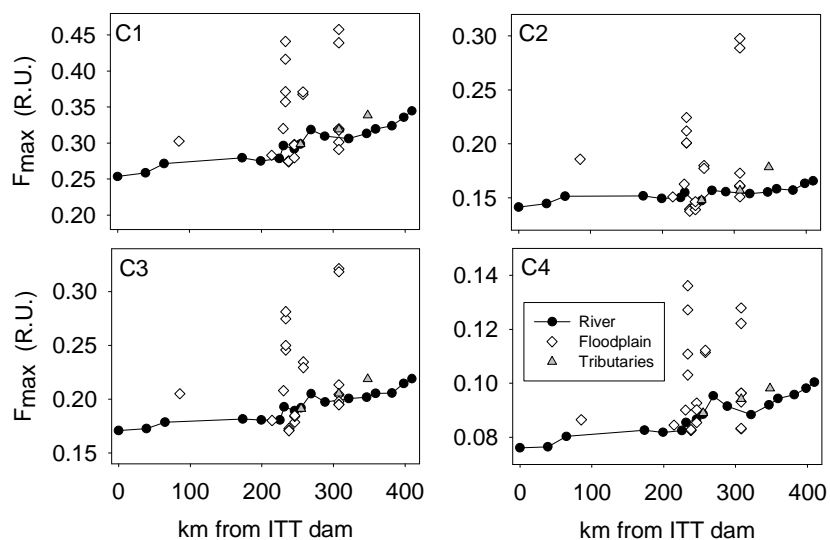 C1
0.45
0.40
0.35
0.30
0.25
0.20
Fmax (R.U.)
C2
0.30
0.25
0.20
0.15
0.10
C3
0.30
0.25
0.20
0.15
Fmax (R.U.)
0 100 200 300 400
km from ITT dam
C4
0.14
0.12
0.10
0.08
River
Floodplain
Tributaries
0 100 200 300 400
km from ITT dam